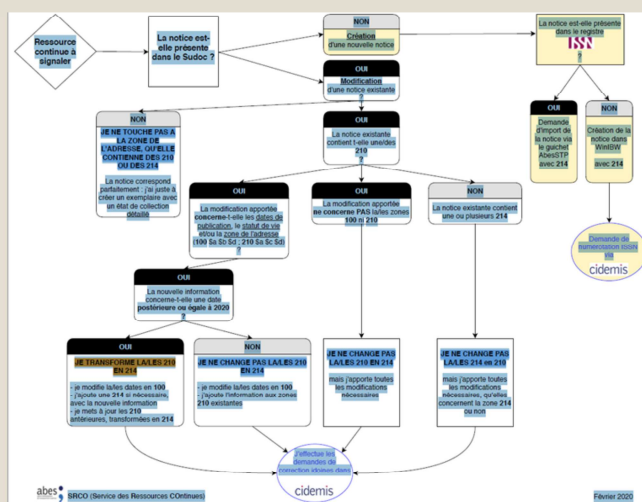 Ressource
continue à
signaler
La notice est-
elle présente
dans le Sudoc ?
NON
Création
d'une nouvelle notice
La notice est-elle présente
dans le registre
ISSN
?
OUI
Modification
d'une notice existante
?
NON
JE NE TOUCHE PAS A
LA ZONE DE
L'ADRESSE, QU'ELLE
CONTIENNE DES 210
OU DES 214
La notice correspond
parfaitement : j'ai juste à
créer un exemplaire avec
un état de collection
détaillé
OUI
La notice existante
contient t-elle une/des
210
?
OUI
Demande
d'import de
la notice via
le guichet
AbesSTP
avec 214
NON
Création de la
notice dans
WinIBW
avec 214
OUI
La modification apportée
concerne-t-elle les dates de
publication, le statut de vie
et/ou la zone de l'adresse
(100 $a $b $d ; 210 $a $c $d)
?
OUI
La modification apportée
ne concerne PAS la/les zones
100 ni 210
NON
La notice existante contient
une ou plusieurs 214
Demande de
numérotation ISSN
via
cidemis
OUI
La nouvelle information
concerne-t-elle une date
postérieure ou égale à 2020
?
OUI
JE TRANSFORME LA/LES 210
EN 214
- je modifie la/les dates en 100
- j'ajoute une 214 si nécessaire,
avec la nouvelle information
- je mets à jour les 210
antérieures, transformées en 214
NON
JE NE CHANGE PAS LA/LES 210
EN 214
- je modifie la/les dates en 100
- j'ajoute l'information aux zones
210 existantes
JE NE CHANGE PAS
LA/LES 210 EN 214
mais j'apporte toutes
les modifications
nécessaires
JE NE CHANGE PAS
LA/LES 214 en 210
mais j'apporte toutes
les modifications
nécessaires, qu'elles
concernent la zone 214
ou non
J'effectue les
demandes de
correction idoines dans
cidemis
abes
SRCO (Service des Ressources COntinues)
Février 2020